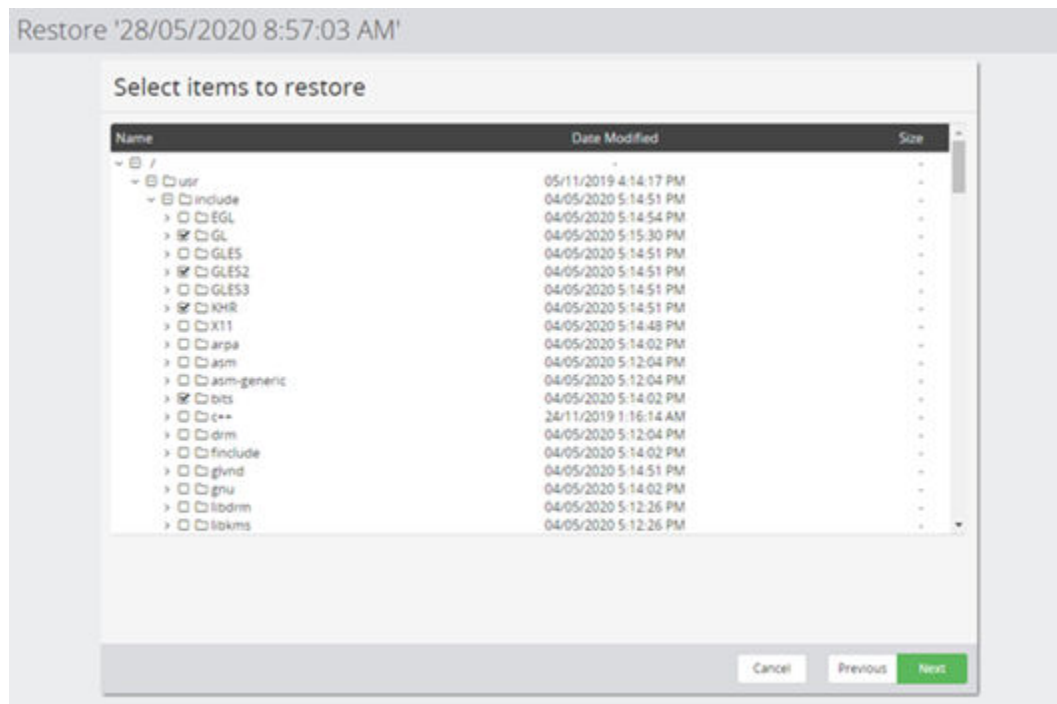 Restore '28/05/2020 8:57:03 AM'
Select items to restore
Name Date Modified Size
/ - -
usr 05/11/2019 4:14:17 PM -
include 04/05/2020 5:14:51 PM -
EGL 04/05/2020 5:14:54 PM -
GL 04/05/2020 5:15:30 PM -
GLES 04/05/2020 5:14:51 PM -
GLES2 04/05/2020 5:14:51 PM -
GLES3 04/05/2020 5:14:51 PM -
KHR 04/05/2020 5:14:51 PM -
X11 04/05/2020 5:14:48 PM -
arpa 04/05/2020 5:14:02 PM -
asm 04/05/2020 5:12:04 PM -
asm-generic 04/05/2020 5:12:04 PM -
bits 04/05/2020 5:14:02 PM -
c++ 24/11/2019 1:16:14 AM -
drm 04/05/2020 5:12:04 PM -
finclude 04/05/2020 5:14:02 PM -
glvnd 04/05/2020 5:14:51 PM -
gnu 04/05/2020 5:14:02 PM -
libdrm 04/05/2020 5:12:26 PM -
libkms 04/05/2020 5:12:26 PM -
Cancel Previous Next